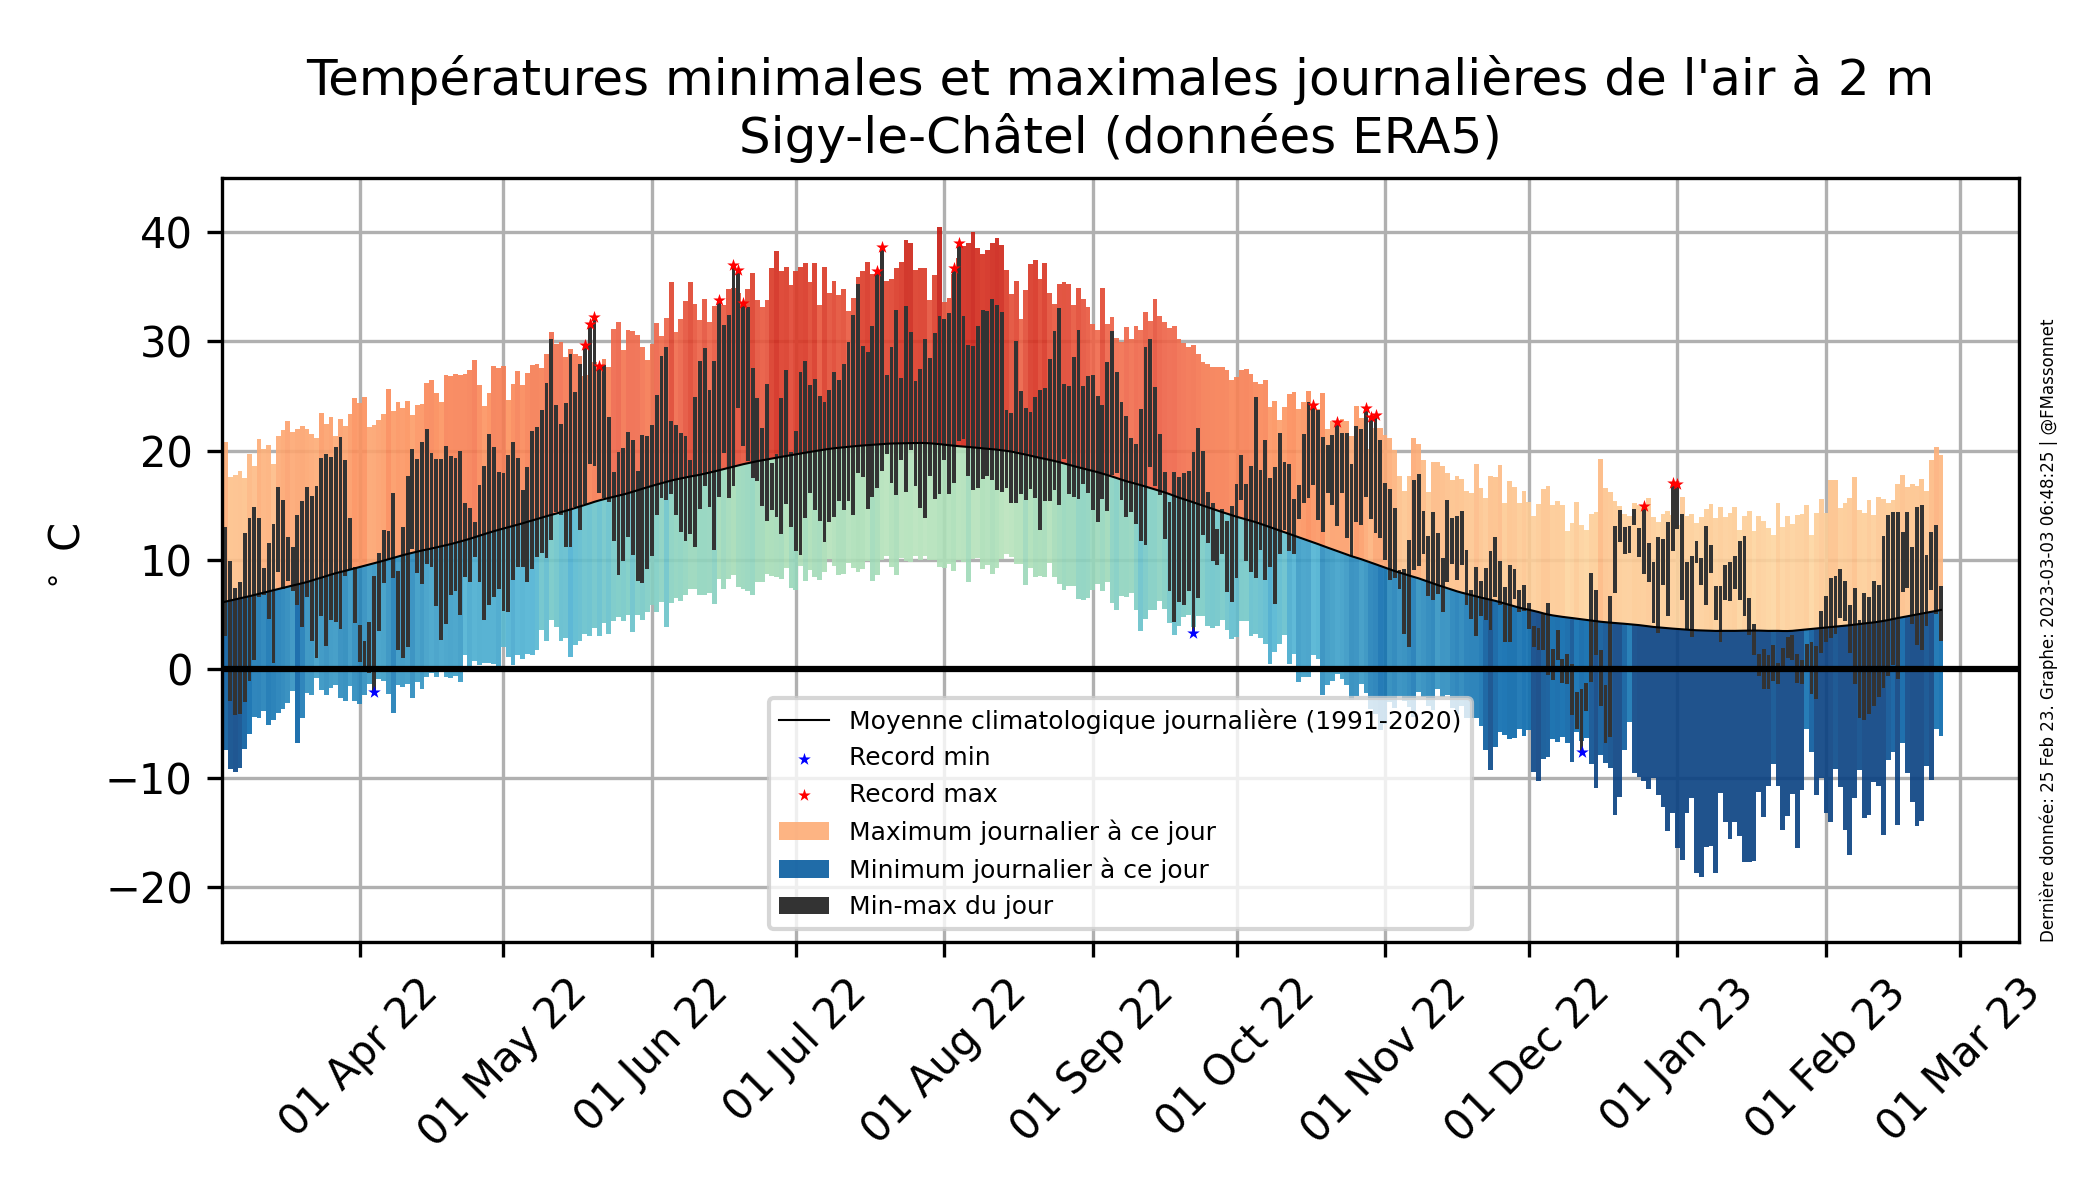 Températures minimales et maximales journalières de l'air à 2 m
Sigy-le-Châtel (données ERA5)
° C
40
30
20
10
0
−10
−20
Moyenne climatologique journalière (1991-2020)
Record min
Record max
Maximum journalier à ce jour
Minimum journalier à ce jour
Min-max du jour
01 Apr 22
01 May 22
01 Jun 22
01 Jul 22
01 Aug 22
01 Sep 22
01 Oct 22
01 Nov 22
01 Dec 22
01 Jan 23
01 Feb 23
01 Mar 23
Dernière donnée: 25 Feb 23. Graphe: 2023-03-03 06:48:25 | @FMassonnet